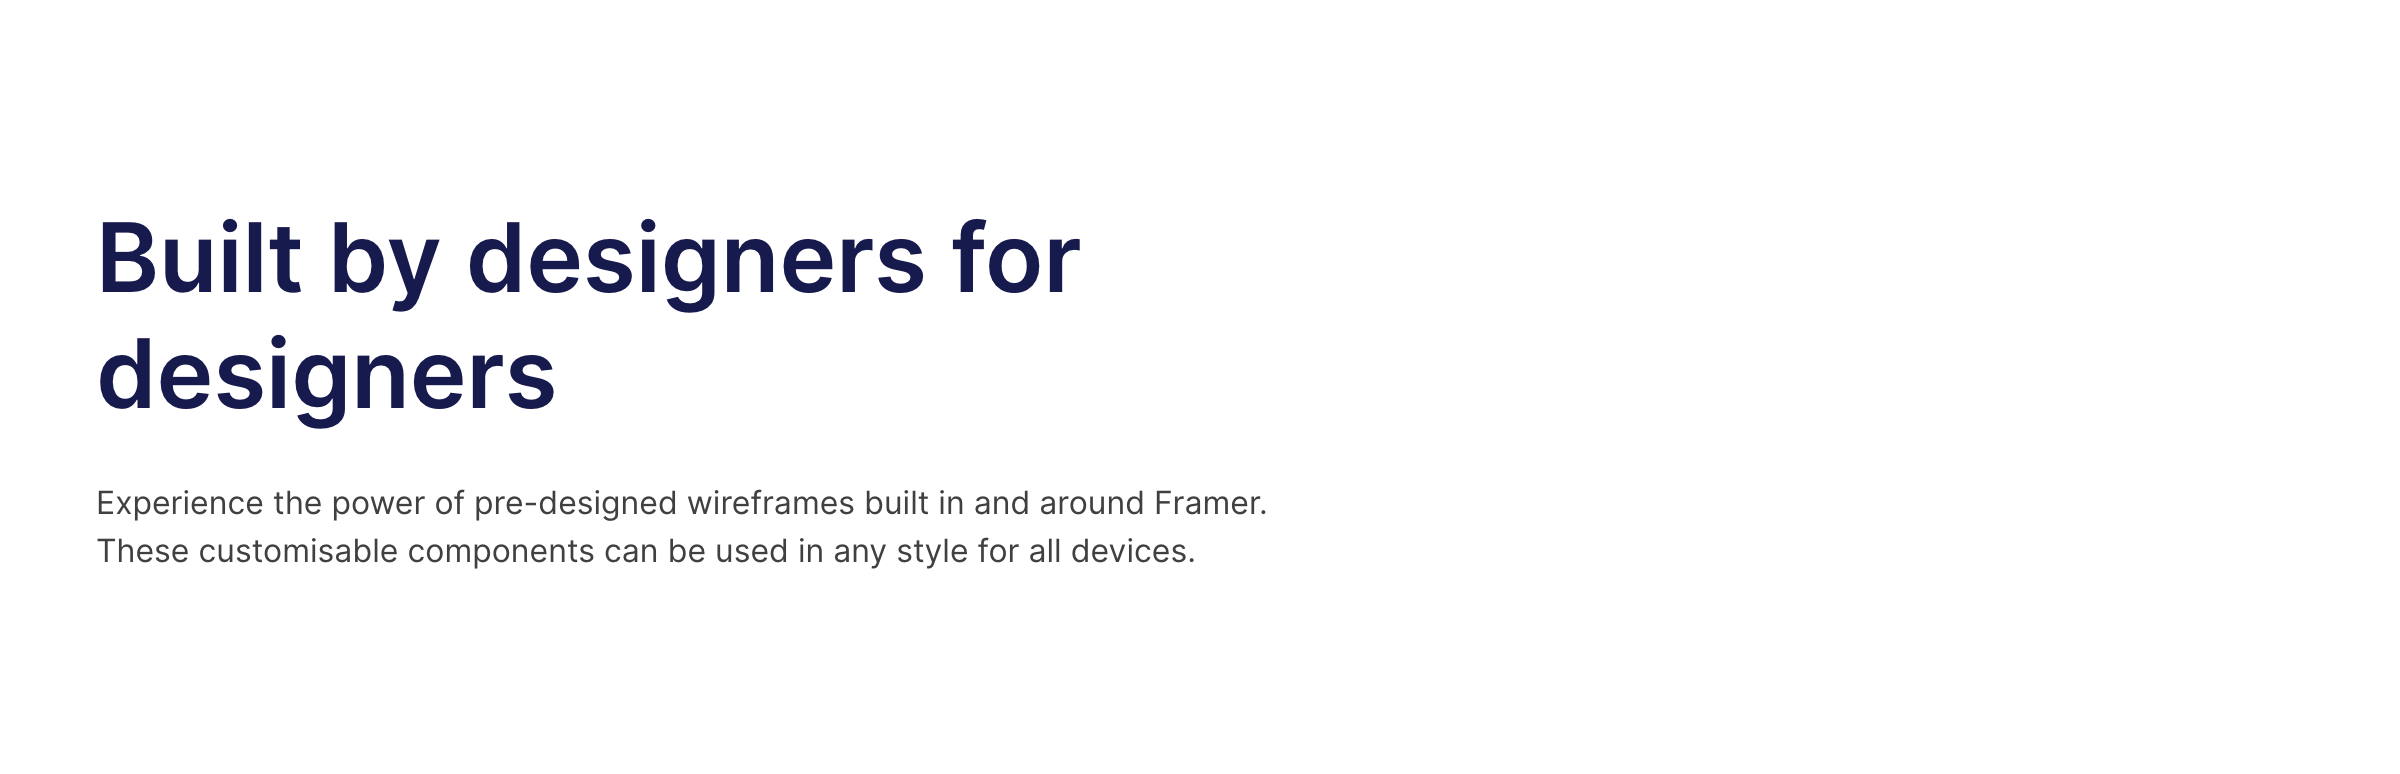 Built by designers for
designers
Experience the power of pre-designed wireframes built in and around Framer.
These customisable components can be used in any style for all devices.